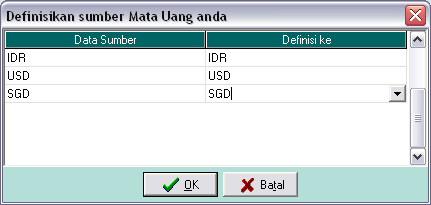 Definisikan sumber Mata Uang anda
Data Sumber Definisi ke
IDR IDR
USD USD
SGD SGD
OK Batal